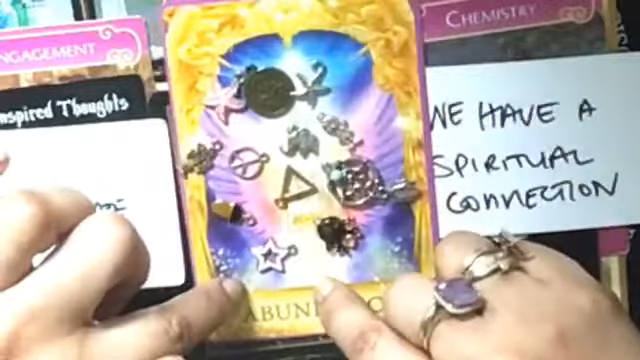 ENGAGEMENT
Inspired Thoughts
CHEMISTRY
WE HAVE A
SPIRITUAL
CONNECTION